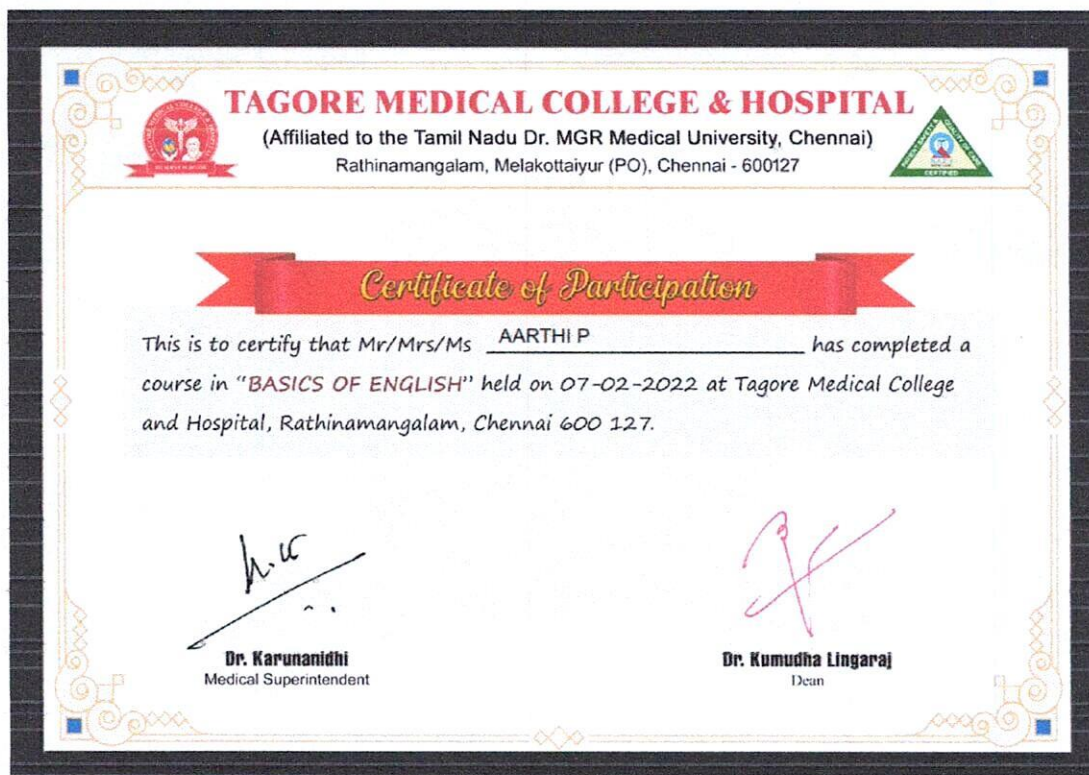 TAGORE MEDICAL COLLEGE & HOSPITAL
(Affiliated to the Tamil Nadu Dr. MGR Medical University, Chennai)
Rathinamangalam, Melakottaiyur (PO), Chennai - 600127
CERTIFIED
Certificate of Participation
This is to certify that Mr/Mrs/Ms AARTHI P has completed a
course in "BASICS OF ENGLISH" held on 07-02-2022 at Tagore Medical College
and Hospital, Rathinamangalam, Chennai 600 127.
Dr. Karunanidhi
Medical Superintendent
Dr. Kumudha Lingaraj
Dean